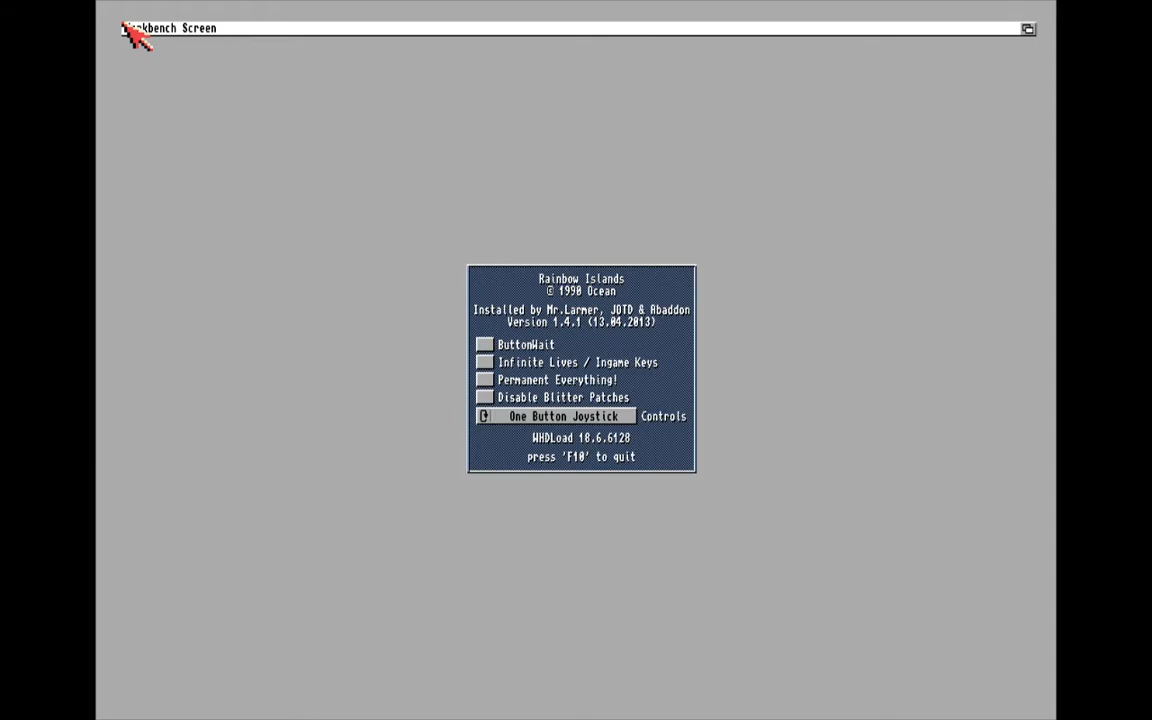 kbench Screen
Rainbow Islands
© 1990 Ocean
Installed by Mr.Larmer, JOTD & Abaddon
Version 1.4.1 (13.04.2013)
ButtonWait
Infinite Lives / Ingame Keys
Permanent Everything!
Disable Blitter Patches
One Button Joystick Controls
WHDLoad 18.6.6128
press 'F10' to quit